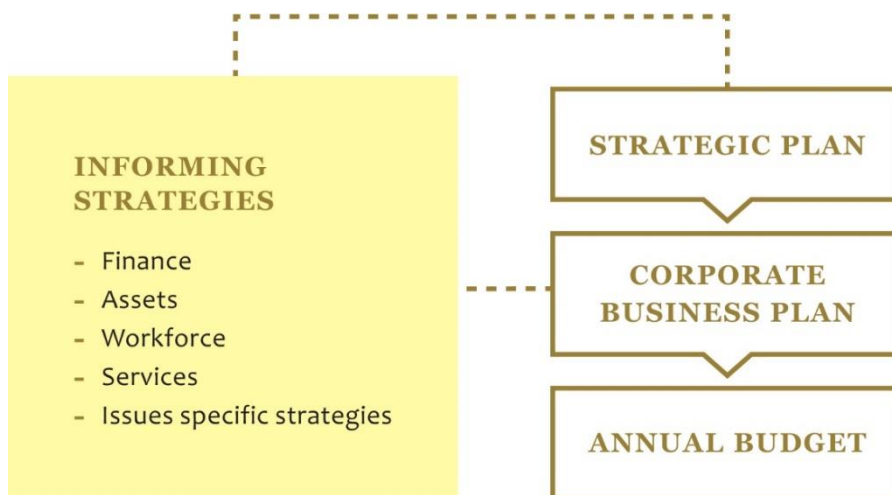 INFORMING
STRATEGIES
- Finance
- Assets
- Workforce
- Services
- Issues specific strategies
STRATEGIC PLAN
CORPORATE
BUSINESS PLAN
ANNUAL BUDGET